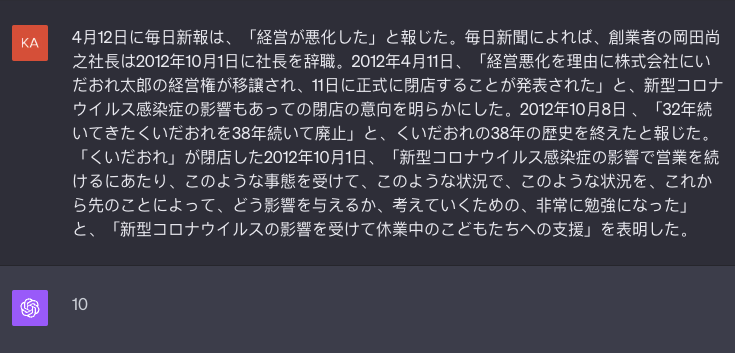 KA
4月12日に毎日新報は、「経営が悪化した」と報じた。毎日新聞によれば、創業者の岡田尚
之社長は2012年10月1日に社長を辞職。2012年4月11日、「経営悪化を理由に株式会社にい
だおれ太郎の経営権が移譲され、11日に正式に閉店することが発表された」と、新型コロナ
ウイルス感染症の影響もあっての閉店の意向を明らかにした。2012年10月8日 、「32年続
いてきたくいだおれを38年続いて廃止」と、くいだおれの38年の歴史を終えたと報じた。
「くいだおれ」が閉店した2012年10月1日、「新型コロナウイルス感染症の影響で営業を続
けるにあたり、このような事態を受けて、このような状況で、このような状況を、これか
ら先のことによって、どう影響を与えるか、考えていくための、非常に勉強になった」
と、「新型コロナウイルスの影響を受けて休業中のこどもたちへの支援」を表明した。
10